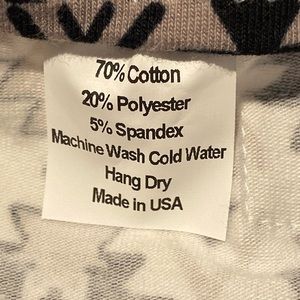 70% Cotton
20% Polyester
5% Spandex
Machine Wash Cold Water
Hang Dry
Made in USA